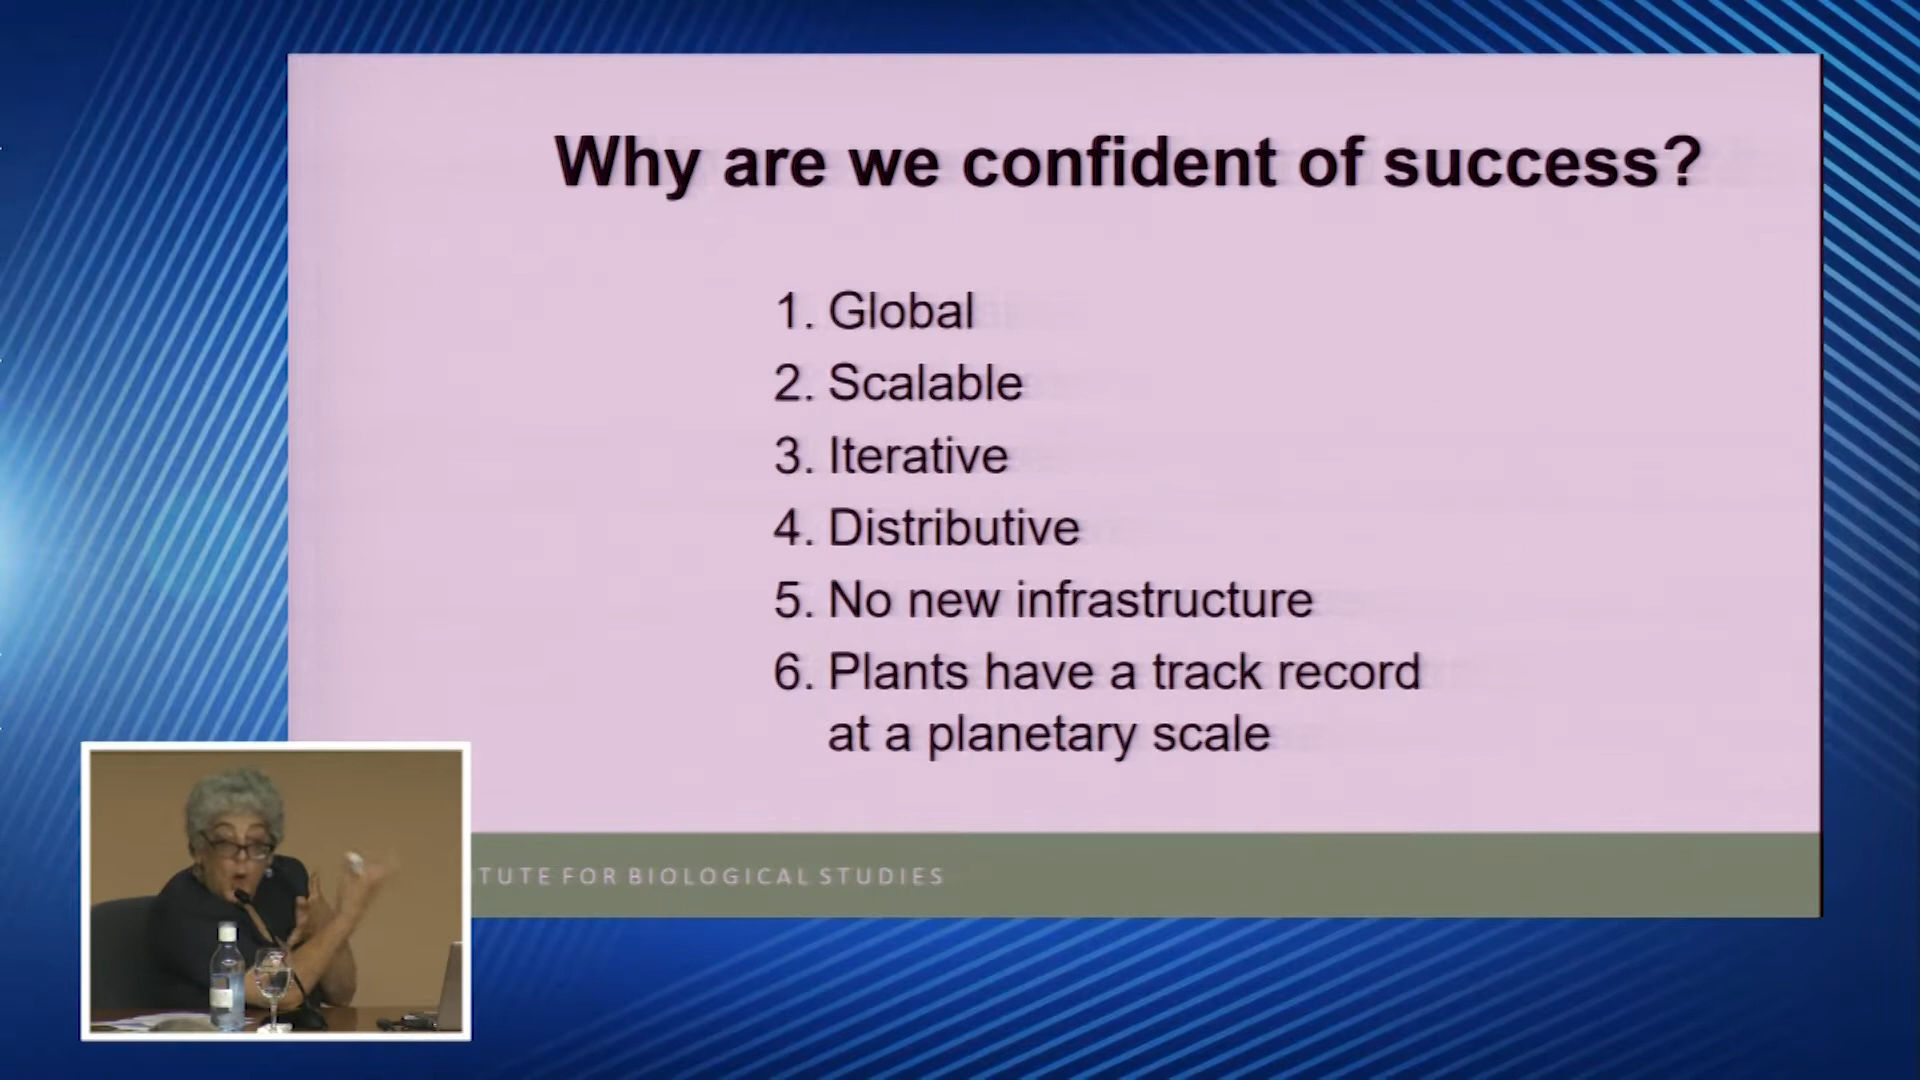 Why are we confident of success?
1. Global
2. Scalable
3. Iterative
4. Distributive
5. No new infrastructure
6. Plants have a track record
at a planetary scale
TUTE FOR BIOLOGICAL STUDIES